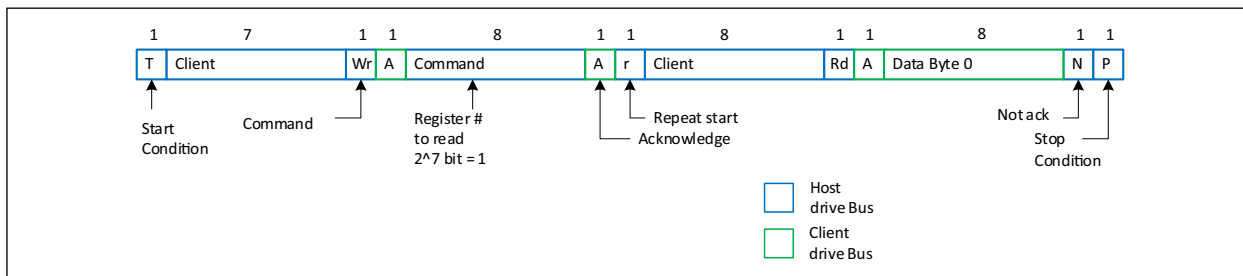 1 7 1 1 8 1 1 8 1 1 8 1 1
T Client Wr A Command A r Client Rd A Data Byte 0 N P
Start
Condition
Command
Register #
to read
2^7 bit = 1
Repeat start
Acknowledge
Not ack
Stop
Condition
Host
drive Bus
Client
drive Bus